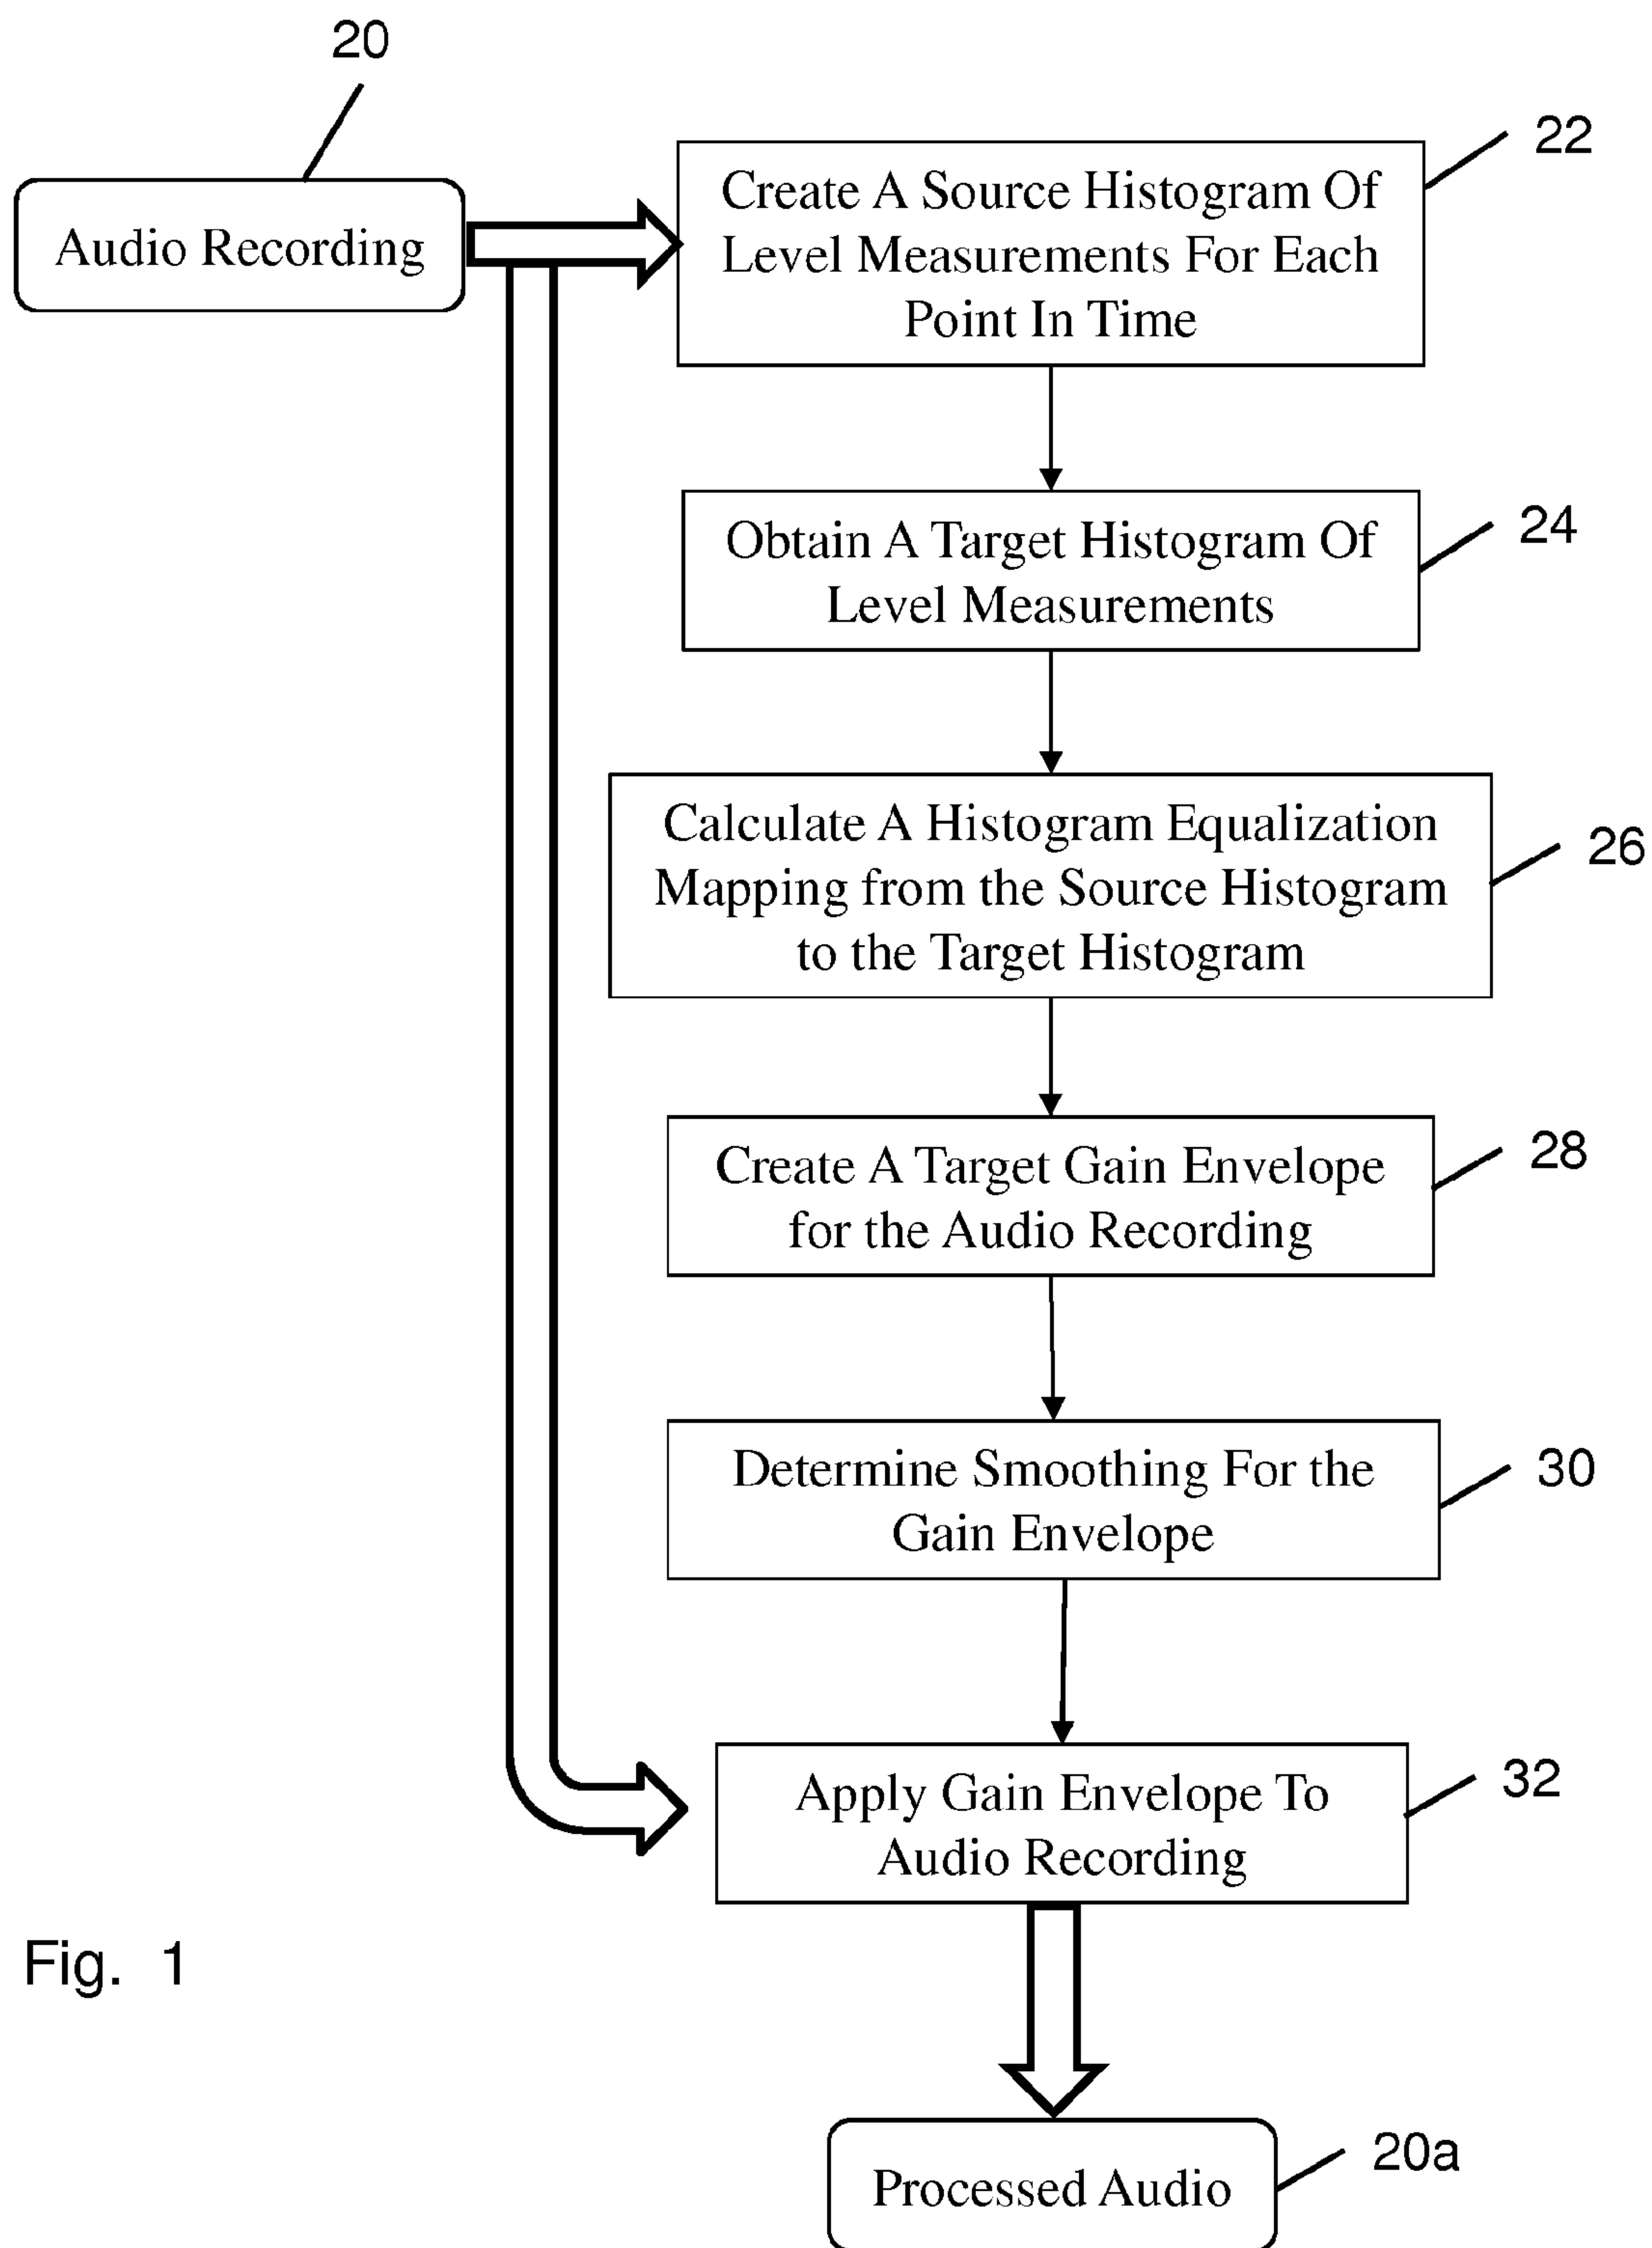 20
Audio Recording
22
Create A Source Histogram Of
Level Measurements For Each
Point In Time
24
Obtain A Target Histogram Of
Level Measurements
26
Calculate A Histogram Equalization
Mapping from the Source Histogram
to the Target Histogram
28
Create A Target Gain Envelope
for the Audio Recording
30
Determine Smoothing For the
Gain Envelope
32
Apply Gain Envelope To
Audio Recording
Fig. 1
20a
Processed Audio